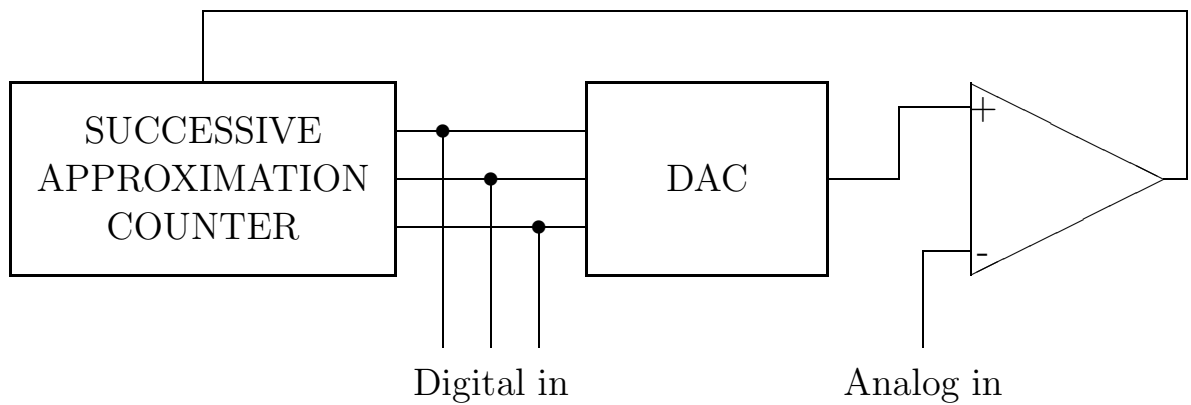 SUCCESSIVE
APPROXIMATION
COUNTER
DAC
+
-
Digital in
Analog in